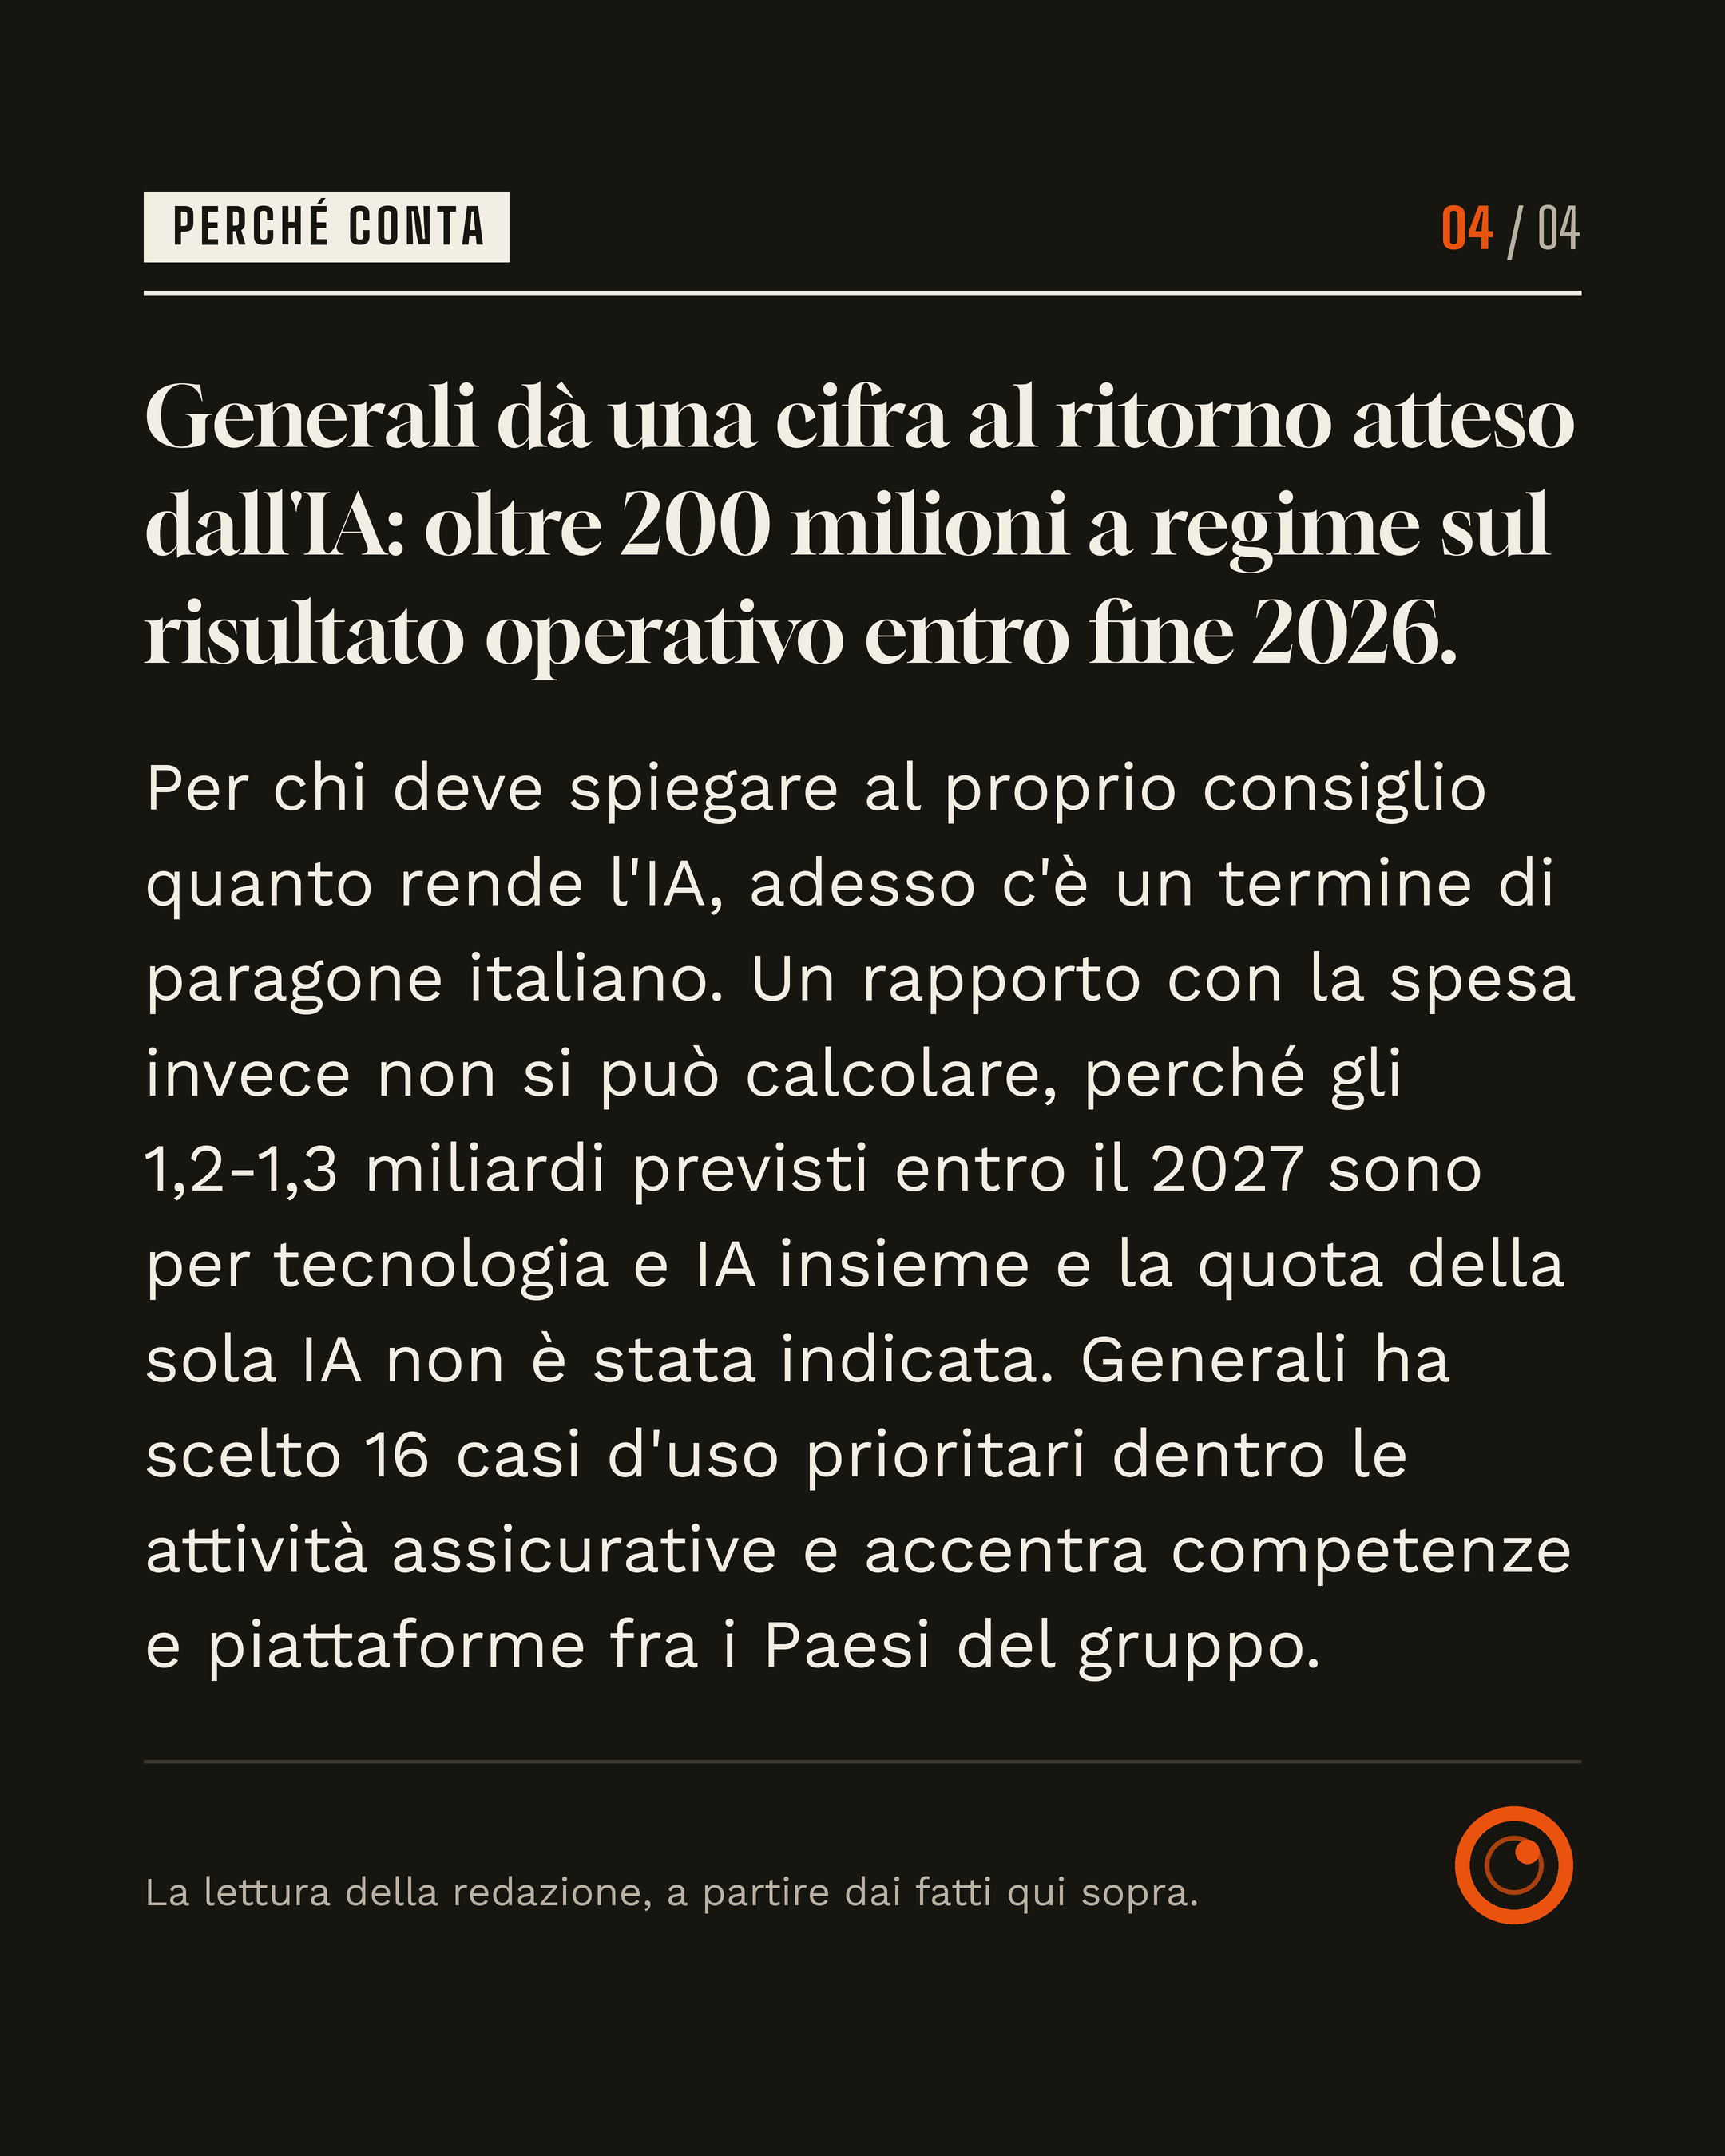 PERCHÉ CONTA
04 / 04
Generali dà una cifra al ritorno atteso
dall'IA: oltre 200 milioni a regime sul
risultato operativo entro fine 2026.
Per chi deve spiegare al proprio consiglio
quanto rende l'IA, adesso c'è un termine di
paragone italiano. Un rapporto con la spesa
invece non si può calcolare, perché gli
1,2-1,3 miliardi previsti entro il 2027 sono
per tecnologia e IA insieme e la quota della
sola IA non è stata indicata. Generali ha
scelto 16 casi d'uso prioritari dentro le
attività assicurative e accentra competenze
e piattaforme fra i Paesi del gruppo.
La lettura della redazione, a partire dai fatti qui sopra.